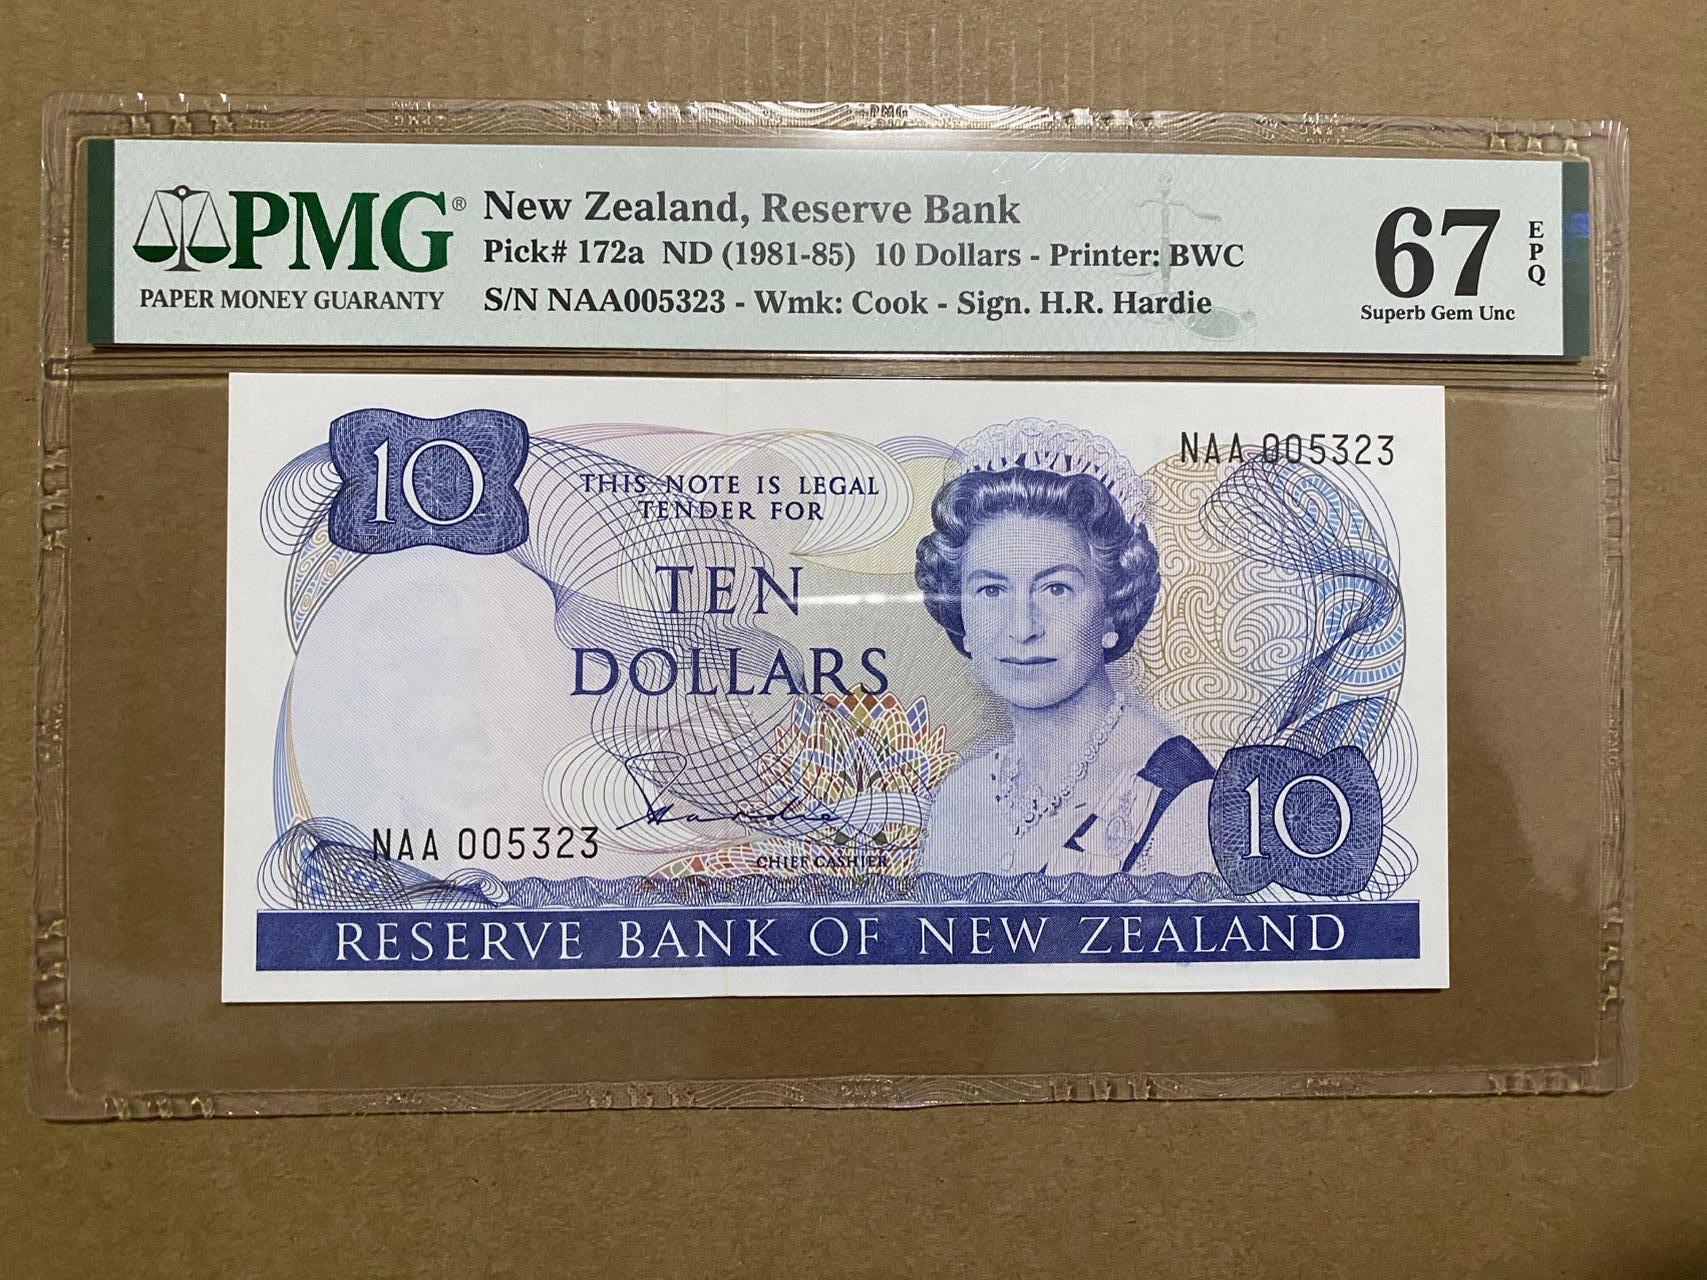 PMG®
PAPER MONEY GUARANTY
New Zealand, Reserve Bank
Pick# 172a ND (1981-85) 10 Dollars - Printer: BWC
S/N NAA005323 - Wmk: Cook - Sign. H.R. Hardie
67
EPQ
Superb Gem Unc
PMG
10
THIS NOTE IS LEGAL
TENDER FOR
NAA 005323
TEN
DOLLARS
Hardie
NAA 005323
CHIEF CASHIER
10
RESERVE BANK OF NEW ZEALAND